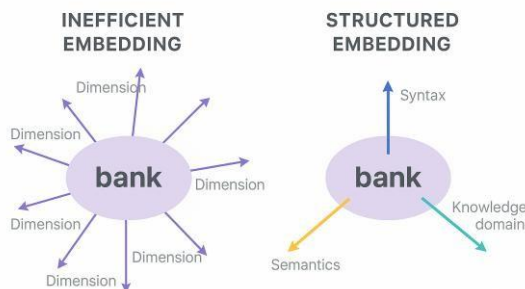 INEFFICIENT
EMBEDDING
Dimension
Dimension
bank
Dimension
Dimension
Dimension
Dimension
STRUCTURED
EMBEDDING
Syntax
bank
Knowledge
domain
Semantics